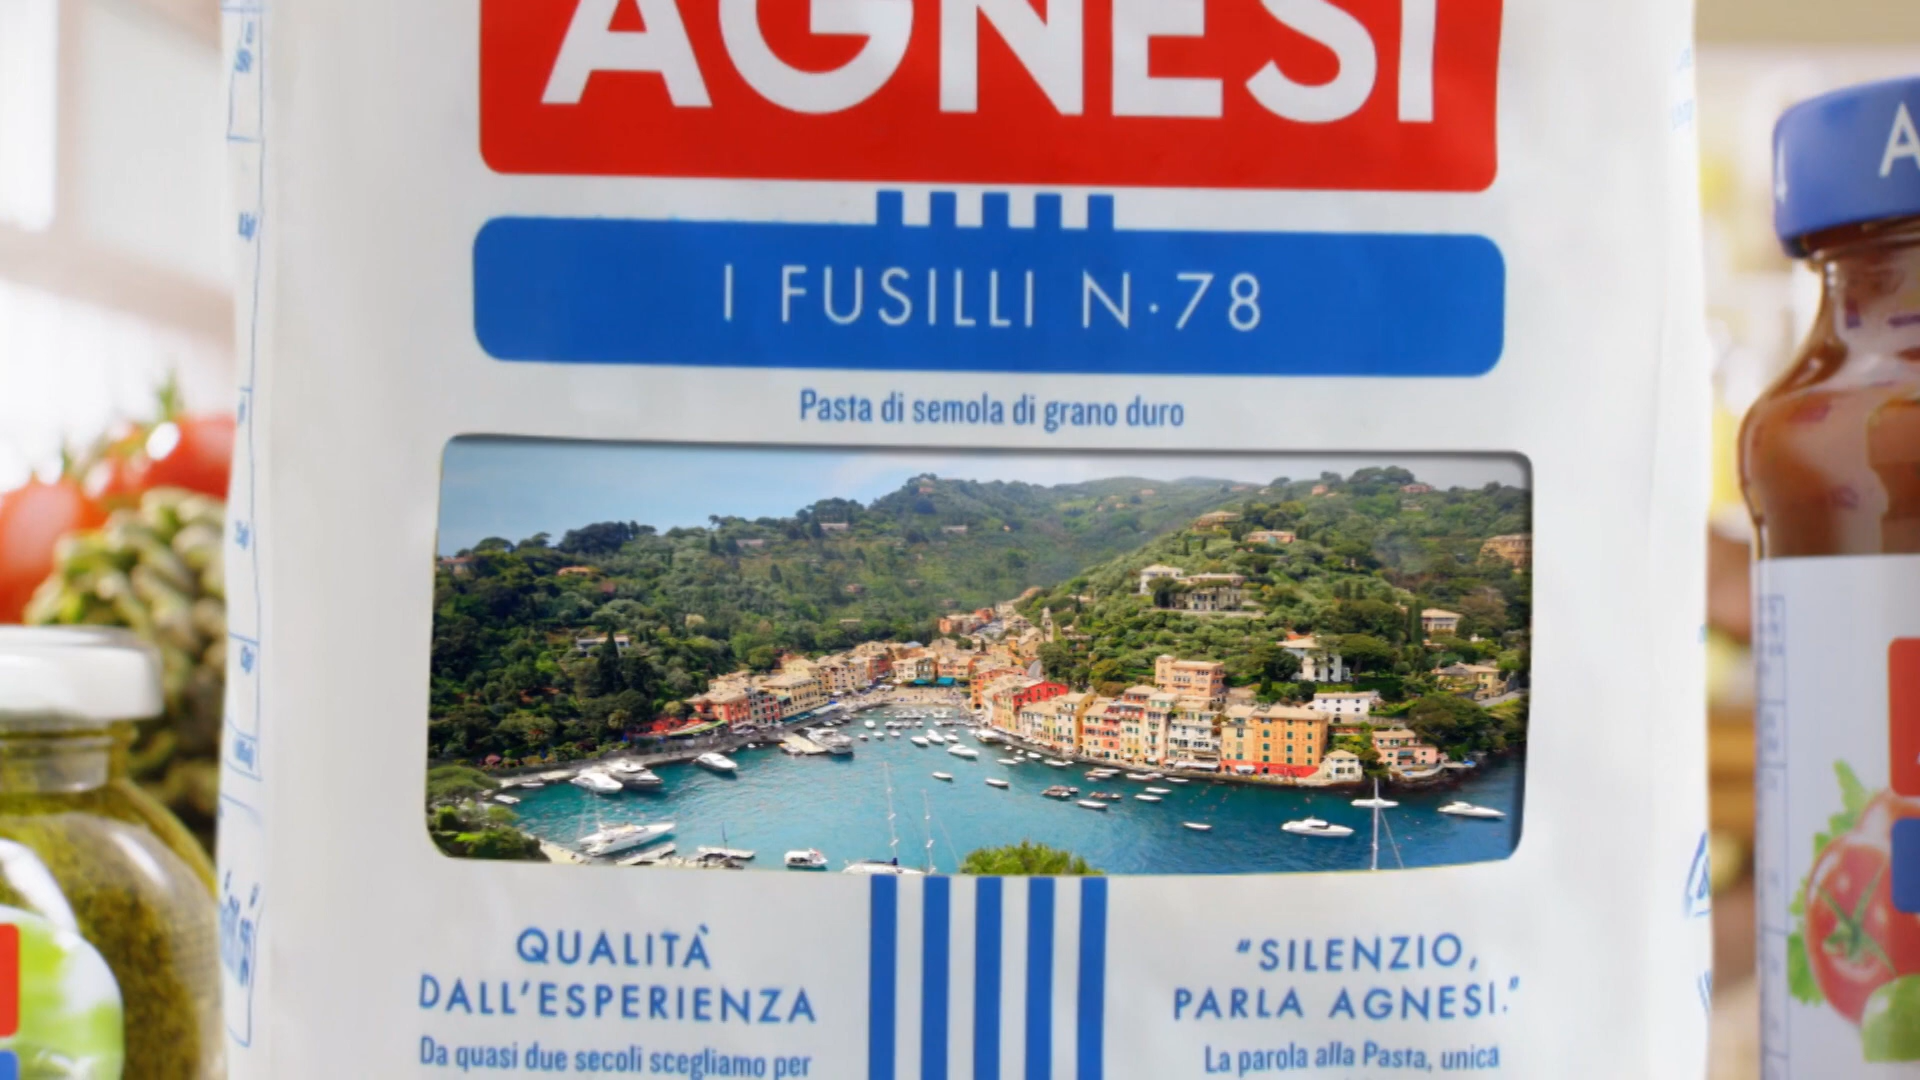 AGNESI
I FUSILLI N·78
Pasta di semola di grano duro
QUALITÀ
DALL'ESPERIENZA
Da quasi due secoli scegliamo per
“SILENZIO,
PARLA AGNESI.”
La parola alla Pasta, unica